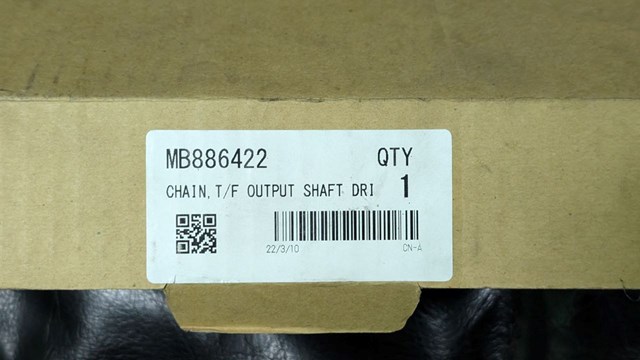 MB886422 QTY
CHAIN,T/F OUTPUT SHAFT DRI 1
22/3/10 CN-A